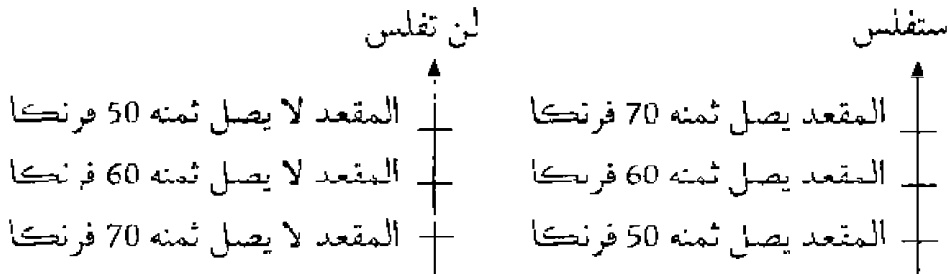 ستفلس
المقعد يصل ثمنه 70 فرنكا
المقعد يصل ثمنه 60 فرنكا
المقعد يصل ثمنه 50 فرنكا
لن تفلس
المقعد لا يصل ثمنه 50 فرنكا
المقعد لا يصل ثمنه 60 فرنكا
المقعد لا يصل ثمنه 70 فرنكا